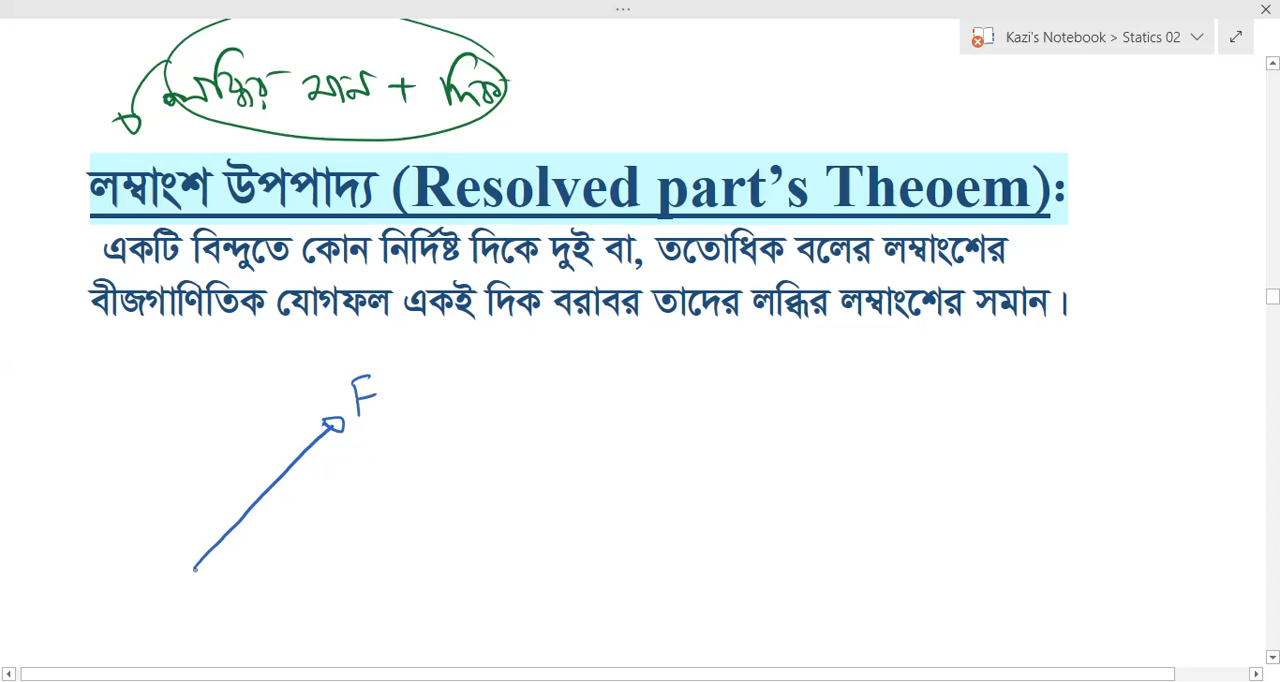 Kazi's Notebook > Statics 02
লব্ধির মান + দিক
লম্বাংশ উপপাদ্য (Resolved part’s Theoem):
একটি বিন্দুতে কোন নির্দিষ্ট দিকে দুই বা, ততোধিক বলের লম্বাংশের
বীজগাণিতিক যোগফল একই দিক বরাবর তাদের লব্ধির লম্বাংশের সমান।
F